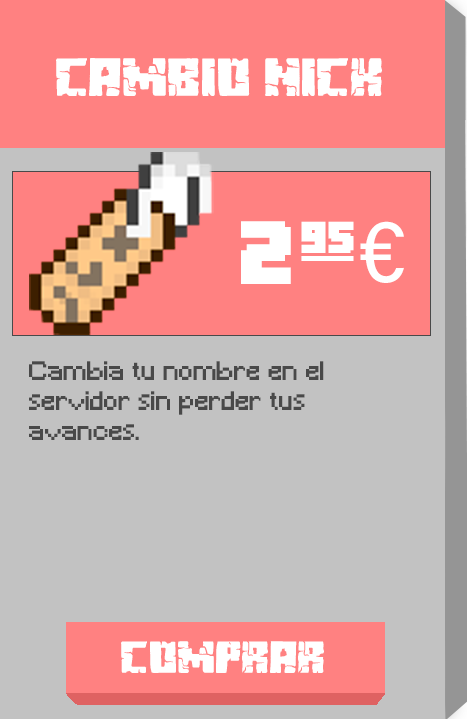 CAMBIO NICK
2 95 €
Cambia tu nombre en el
servidor sin perder tus
avances.
COMPRAR